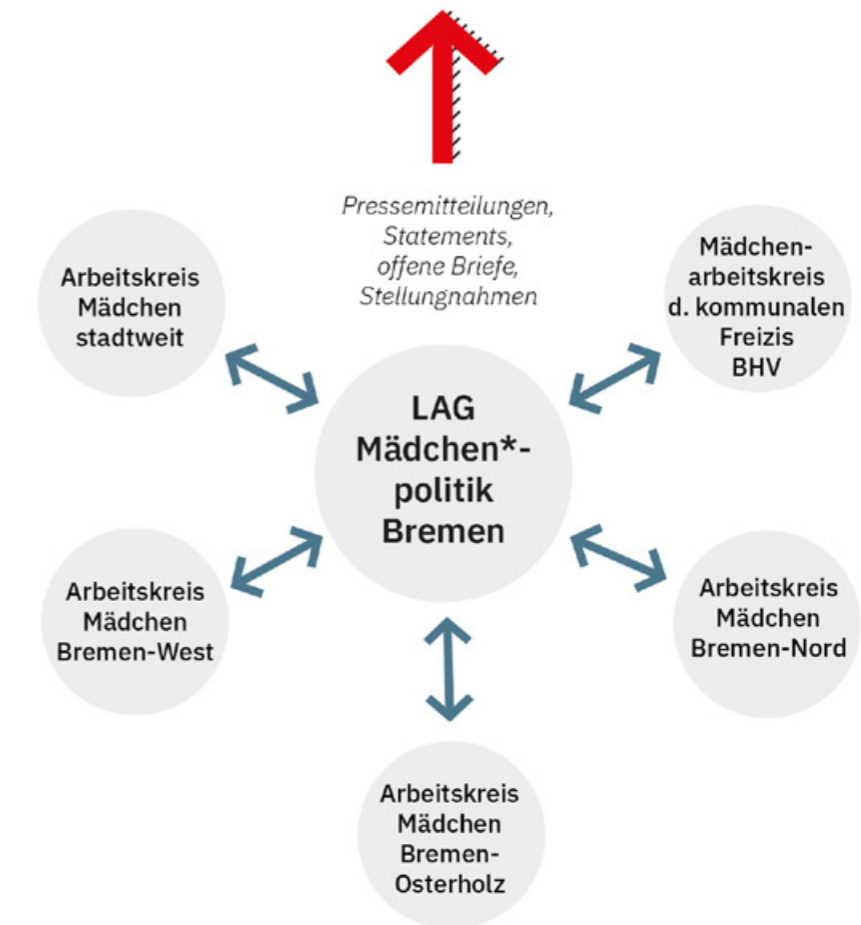 Pressemitteilungen,
Statements,
offene Briefe,
Stellungnahmen
Arbeitskreis
Mädchen
stadtweit
Mädchen-
arbeitskreis
d. kommunalen
Freizis
BHV
LAG
Mädchen*-
politik
Bremen
Arbeitskreis
Mädchen
Bremen-West
Arbeitskreis
Mädchen
Bremen-Nord
Arbeitskreis
Mädchen
Bremen-
Osterholz